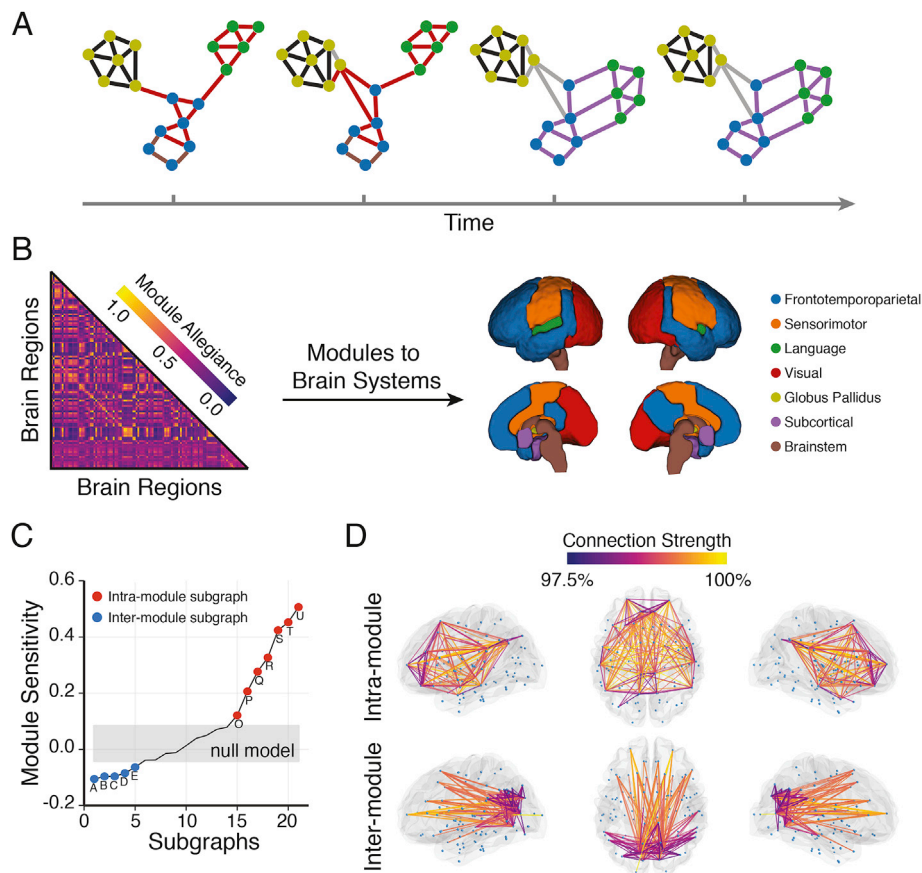 A
Time
B
Brain Regions
Module Allegiance
1.0
0.5
0.0
Brain Regions
Modules to
Brain Systems
Frontotemporoparietal
Sensorimotor
Language
Visual
Globus Pallidus
Subcortical
Brainstem
C
Module Sensitivity
0.6
0.4
0.2
0.0
-0.2
Intra-module subgraph
Inter-module subgraph
U
T
S
R
Q
P
O
null model
A B C D E
0 5 10 15 20
Subgraphs
D
Connection Strength
97.5% 100%
Intra-module
Inter-module